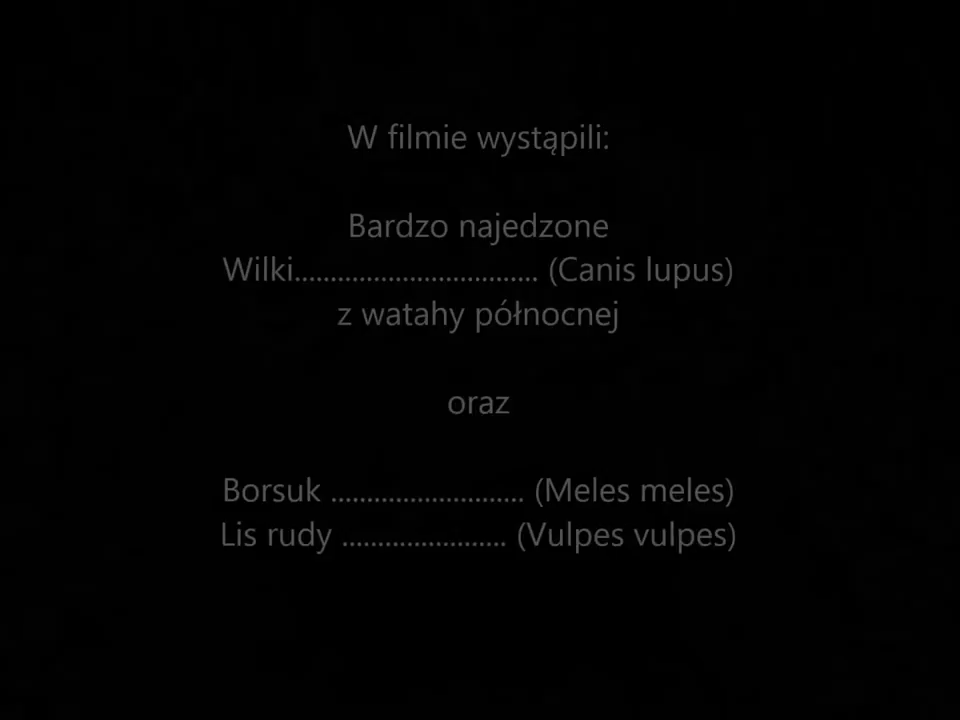 W filmie wystąpili:
Bardzo najedzone
Wilki.................................. (Canis lupus)
z watahy północnej
oraz
Borsuk ........................... (Meles meles)
Lis rudy ....................... (Vulpes vulpes)